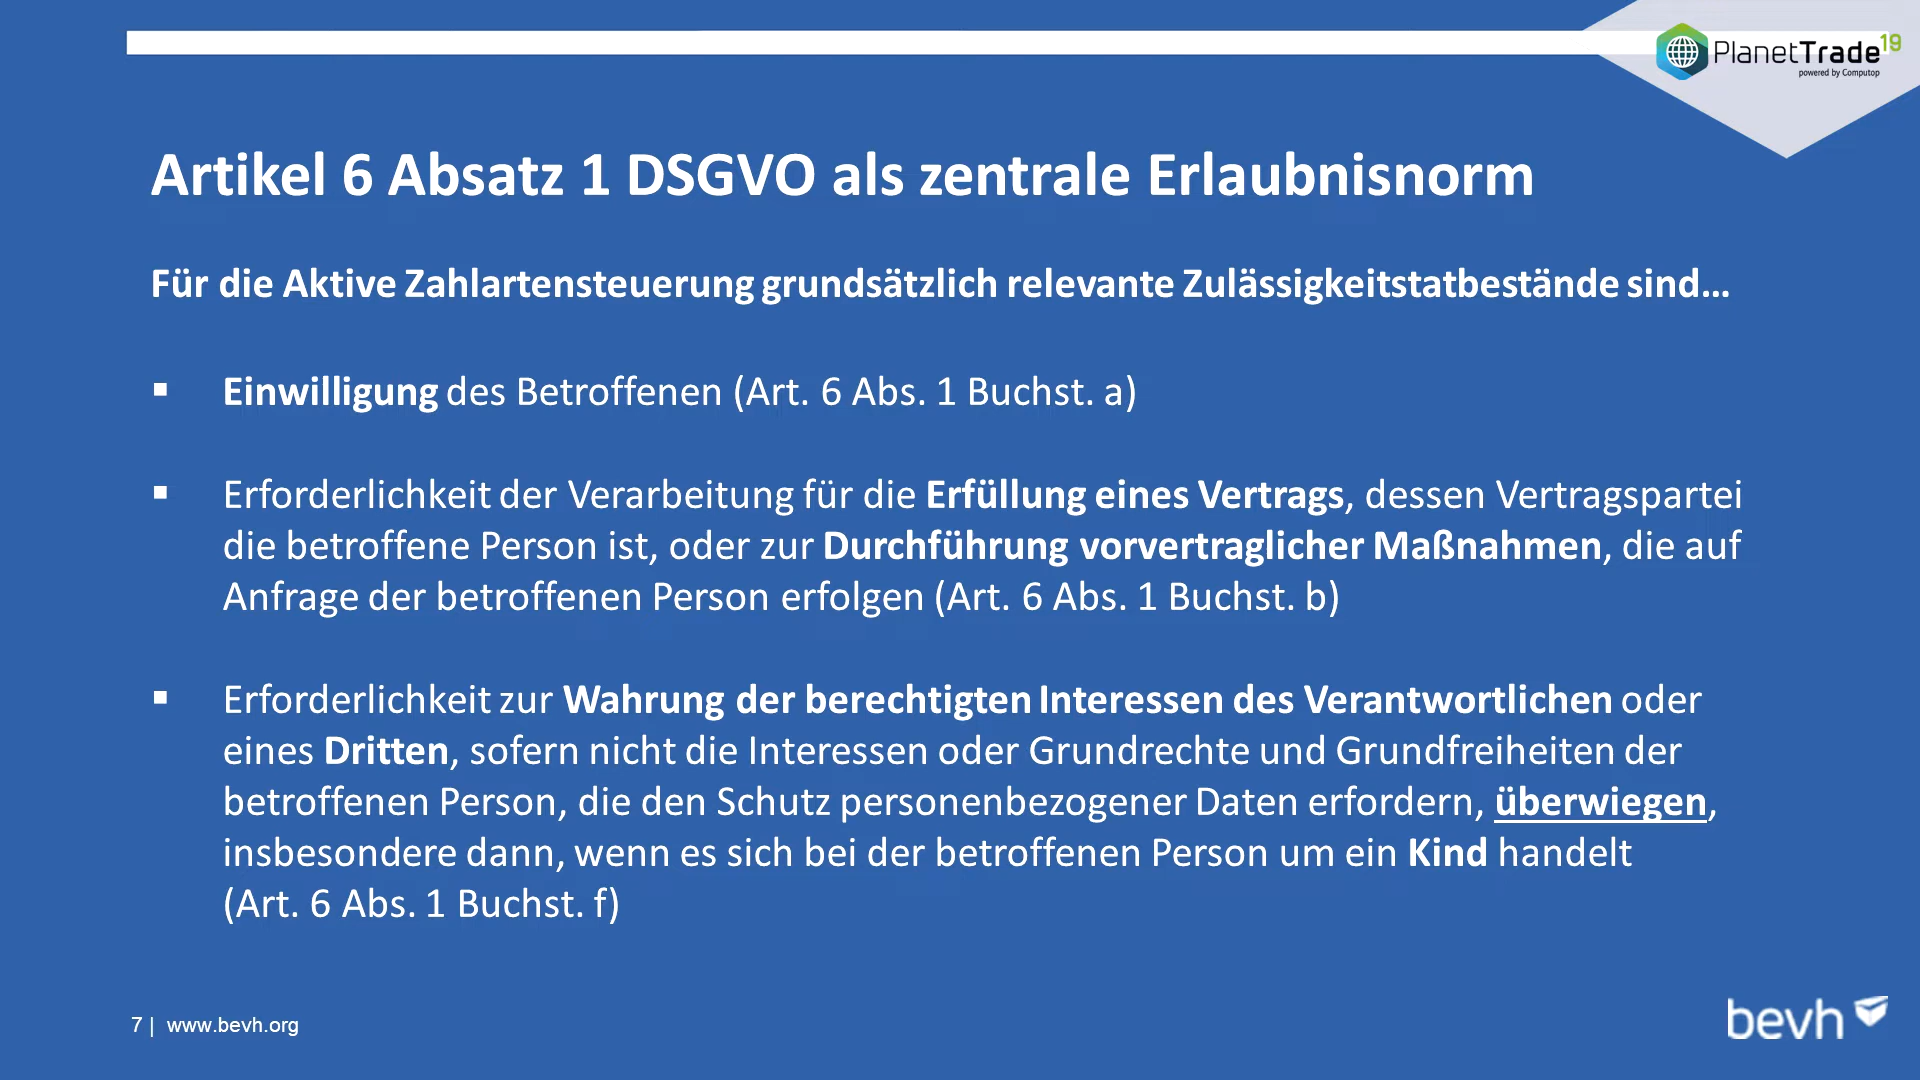 PlanetTrade19
powered by Computop
Artikel 6 Absatz 1 DSGVO als zentrale Erlaubnisnorm
Für die Aktive Zahlartensteuerung grundsätzlich relevante Zulässigkeitstatbestände sind...
▪ Einwilligung des Betroffenen (Art. 6 Abs. 1 Buchst. a)
▪ Erforderlichkeit der Verarbeitung für die Erfüllung eines Vertrags, dessen Vertragspartei
die betroffene Person ist, oder zur Durchführung vorvertraglicher Maßnahmen, die auf
Anfrage der betroffenen Person erfolgen (Art. 6 Abs. 1 Buchst. b)
▪ Erforderlichkeit zur Wahrung der berechtigten Interessen des Verantwortlichen oder
eines Dritten, sofern nicht die Interessen oder Grundrechte und Grundfreiheiten der
betroffenen Person, die den Schutz personenbezogener Daten erfordern, überwiegen,
insbesondere dann, wenn es sich bei der betroffenen Person um ein Kind handelt
(Art. 6 Abs. 1 Buchst. f)
7 | www.bevh.org
bevh